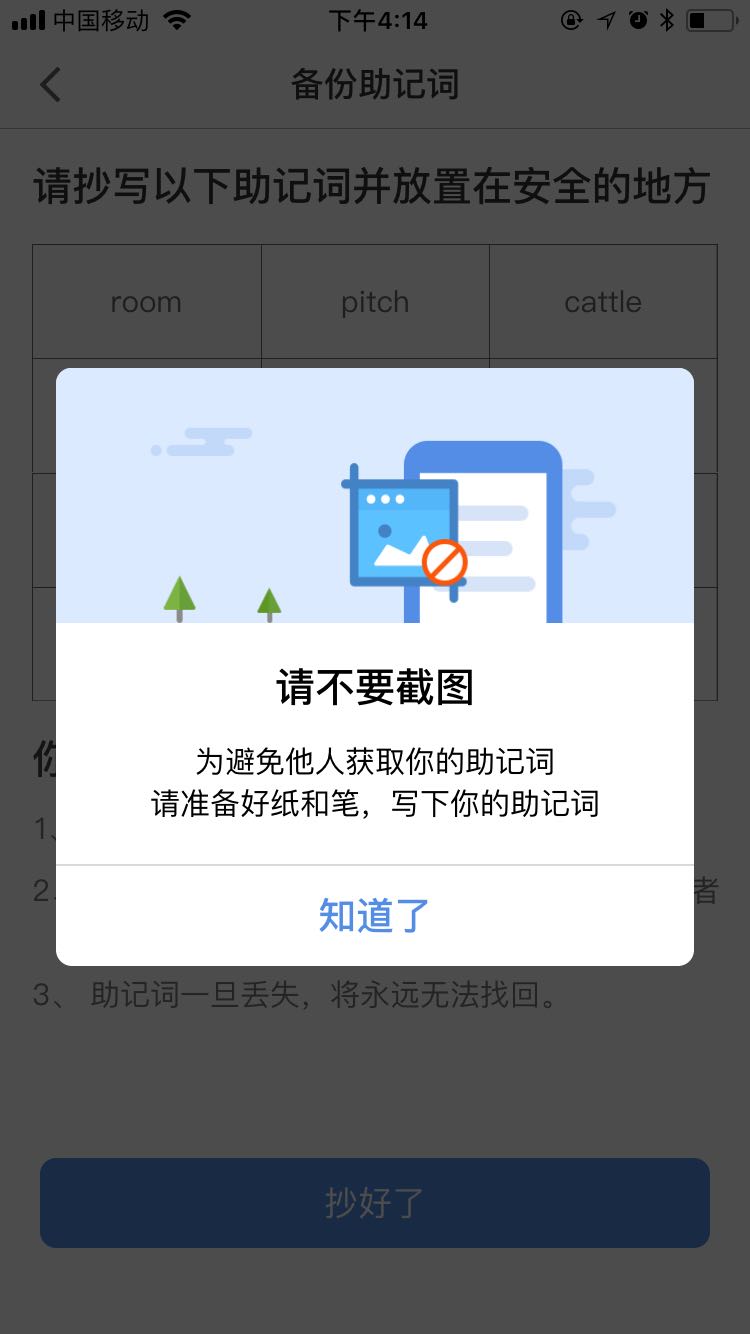 中国移动
下午4:14
备份助记词
请抄写以下助记词并放置在安全的地方
room pitch cattle
请不要截图
为避免他人获取你的助记词
请准备好纸和笔，写下你的助记词
知道了
你
1、
2、 者
3、 助记词一旦丢失，将永远无法找回。
抄好了